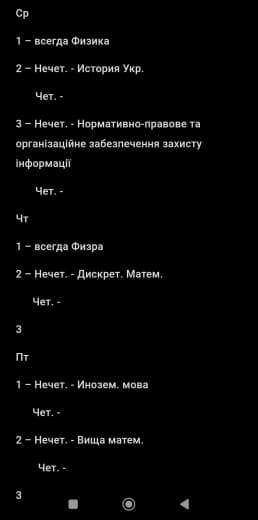 Ср
1 – всегда Физика
2 – Нечет. - История Укр.
Чет. -
3 – Нечет. - Нормативно-правове та
організаційне забезпечення захисту
інформації
Чет. -
Чт
1 – всегда Физра
2 – Нечет. - Дискрет. Матем.
Чет. -
3
Пт
1 – Нечет. - Инозем. мова
Чет. -
2 – Нечет. - Вища матем.
Чет. -
3